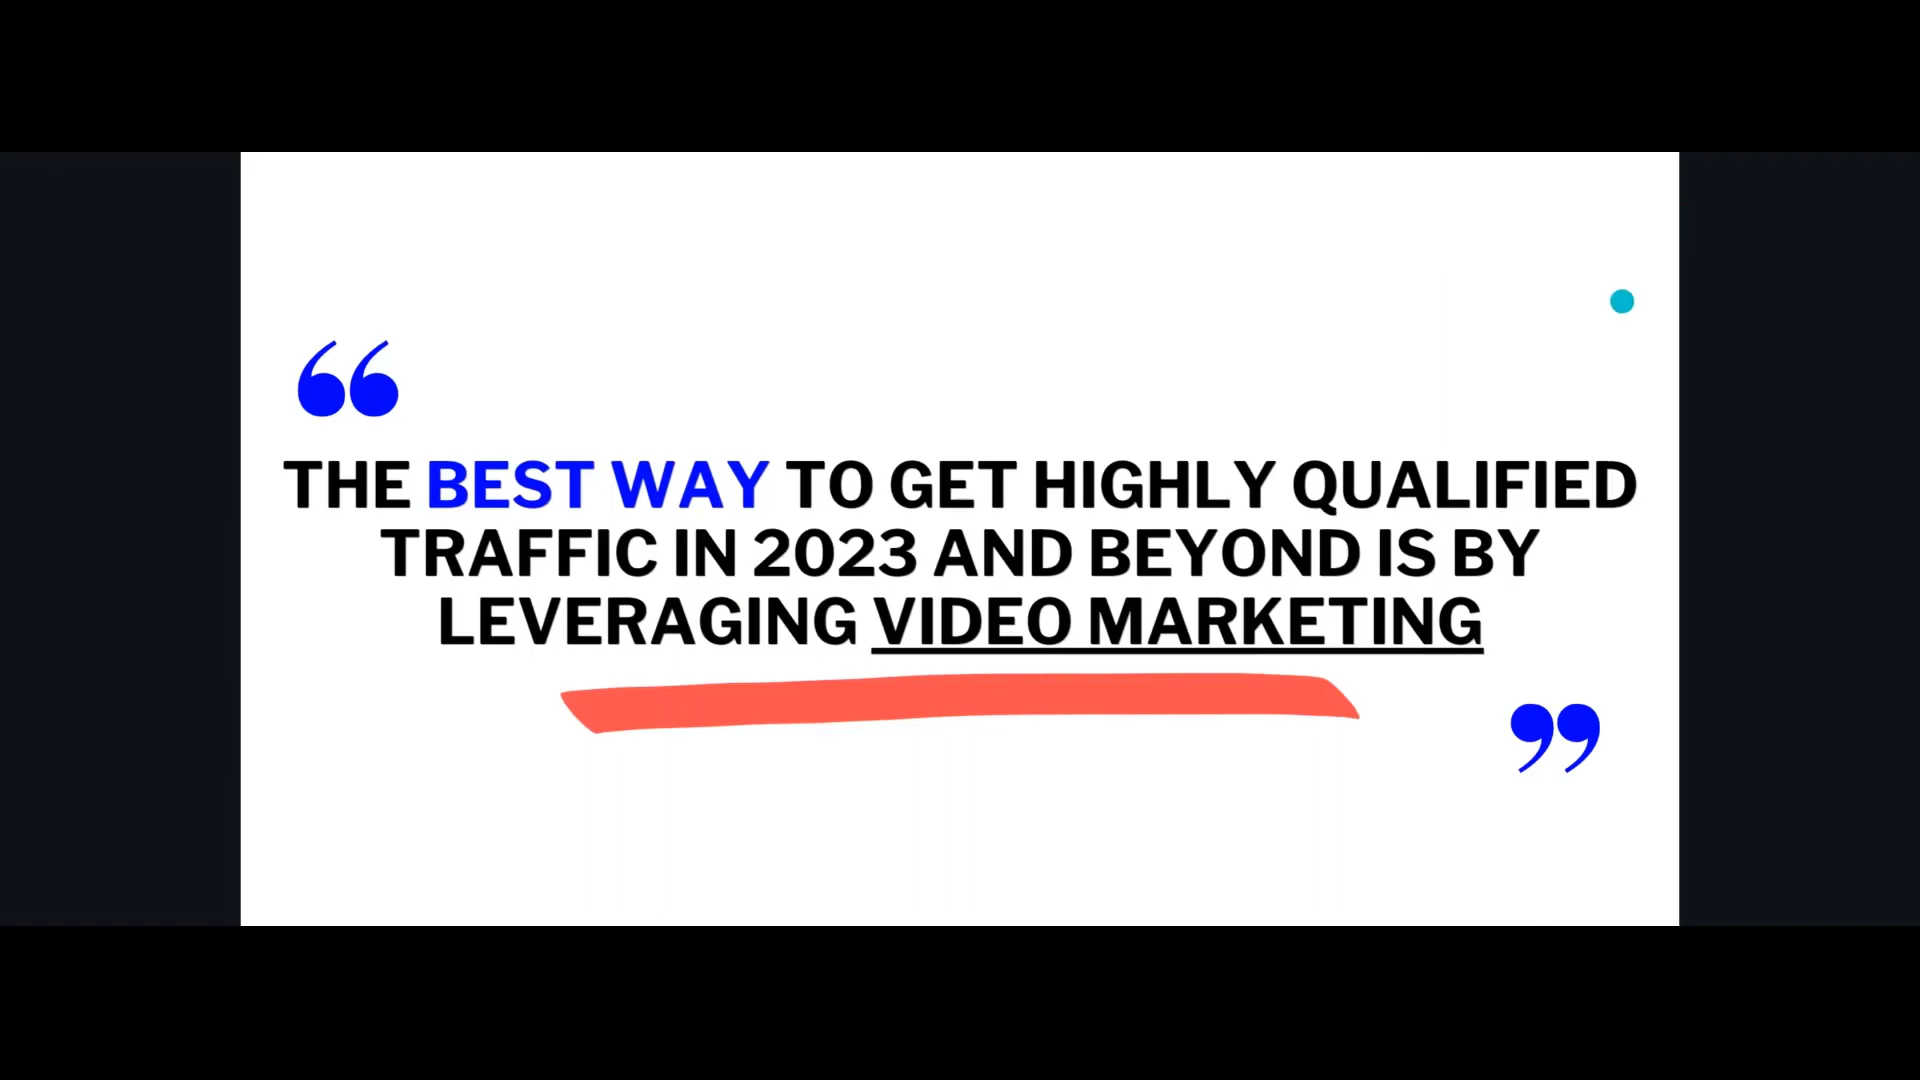 “
THE BEST WAY TO GET HIGHLY QUALIFIED
TRAFFIC IN 2023 AND BEYOND IS BY
LEVERAGING VIDEO MARKETING
”